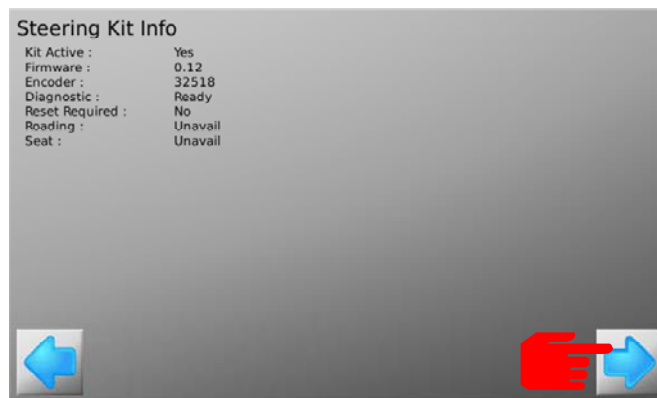 Steering Kit Info
Kit Active : Yes
Firmware : 0.12
Encoder : 32518
Diagnostic : Ready
Reset Required : No
Roading : Unavail
Seat : Unavail